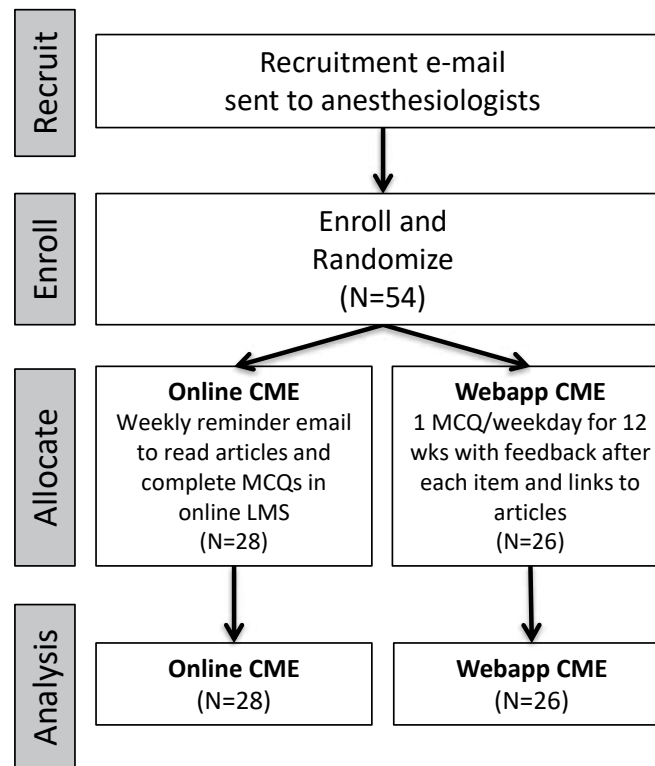 Recruit
Recruitment e-mail
sent to anesthesiologists
Enroll
Enroll and
Randomize
(N=54)
Allocate
Online CME
Weekly reminder email
to read articles and
complete MCQs in
online LMS
(N=28)
Webapp CME
1 MCQ/weekday for 12
wks with feedback after
each item and links to
articles
(N=26)
Analysis
Online CME
(N=28)
Webapp CME
(N=26)